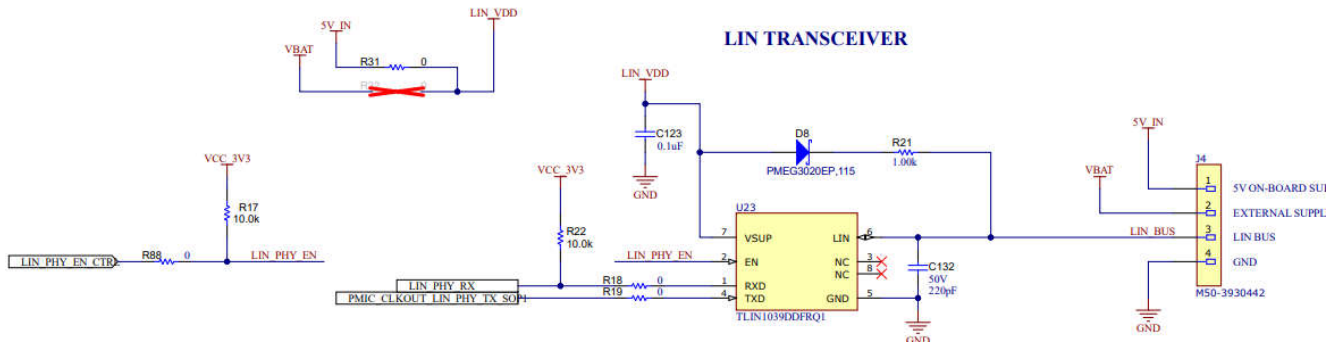 LIN TRANSCEIVER
5V_IN
LIN_VDD
VBAT
R31
0
LIN_VDD
C123
0.1uF
GND
D8
PMEG3020EP,115
R21
1.00k
5V_IN
VBAT
J4
1
5V ON-BOARD SUP
2
EXTERNAL SUPPL
LIN_BUS
3
LIN BUS
4
GND
M50-3930442
GND
VCC_3V3
R17
10.0k
LIN_PHY_EN_CTRL
R88
0
LIN_PHY_EN
VCC_3V3
R22
10.0k
LIN_PHY_EN
LIN_PHY_RX
R18
0
PMIC_CLKOUT_LIN_PHY_TX_SOP1
R19
0
U23
7
VSUP
LIN
6
2
EN
NC
3
NC
8
1
RXD
4
TXD
GND
5
TLIN1039DDFRQ1
C132
50V
220pF
GND